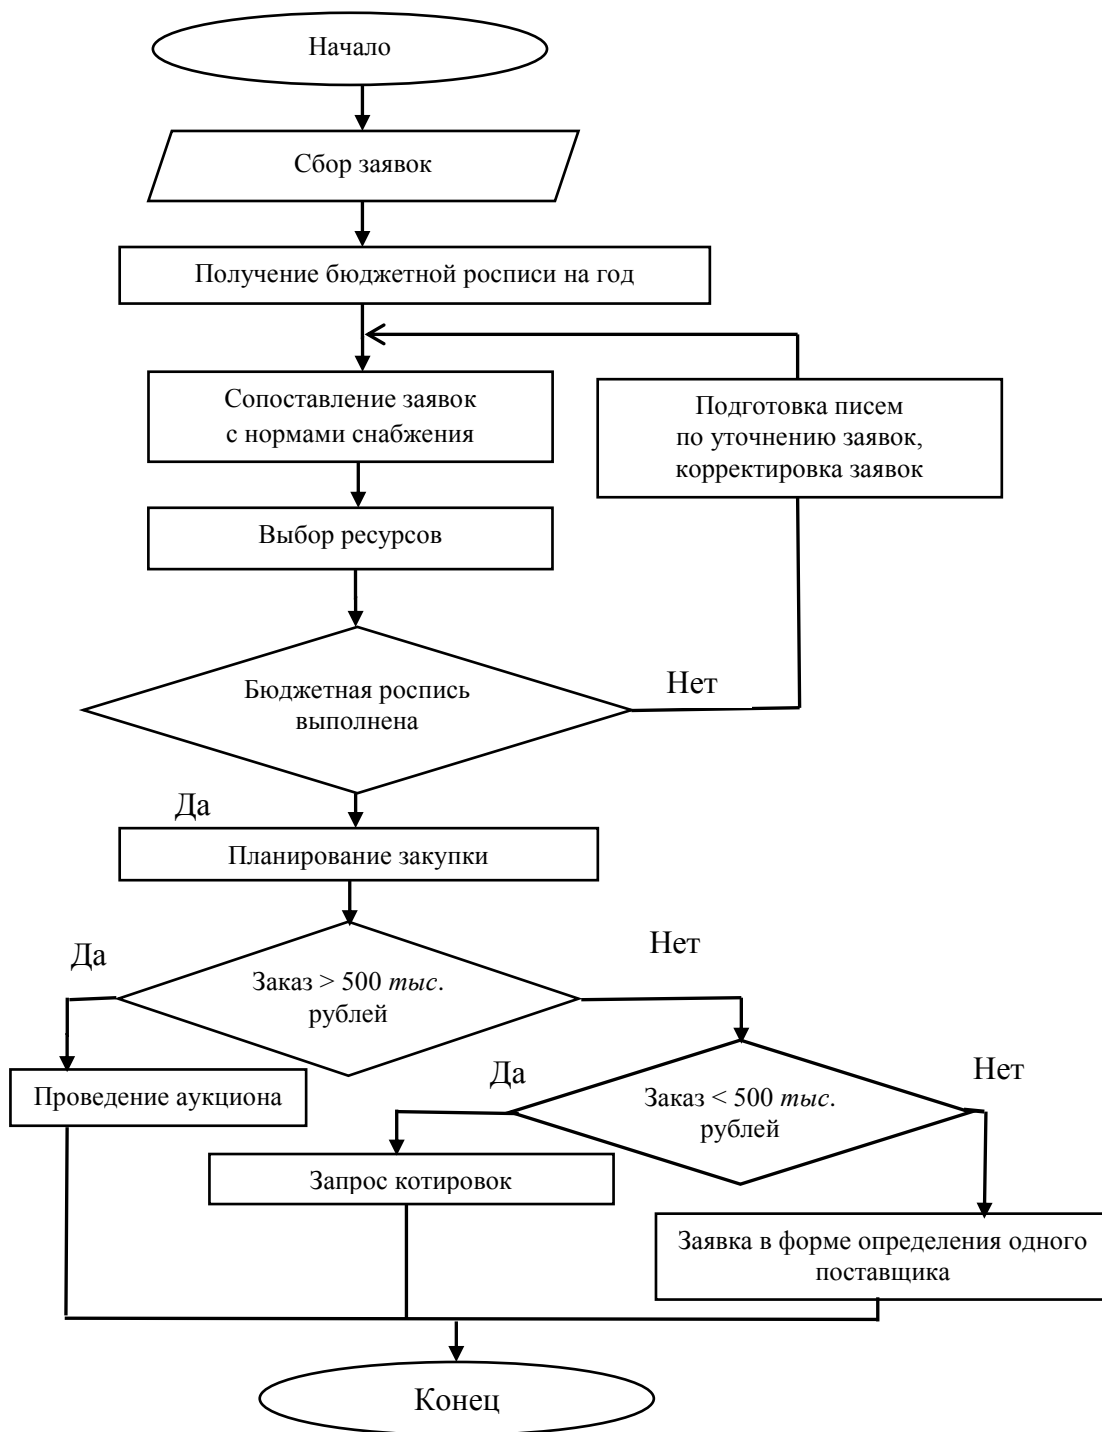 Начало
Сбор заявок
Получение бюджетной росписи на год
Сопоставление заявок
с нормами снабжения
Подготовка писем
по уточнению заявок,
корректировка заявок
Выбор ресурсов
Бюджетная роспись
выполнена
Нет
Да
Планирование закупки
Да
Заказ > 500 тыс.
рублей
Нет
Проведение аукциона
Да
Заказ < 500 тыс.
рублей
Нет
Запрос котировок
Заявка в форме определения одного
поставщика
Конец